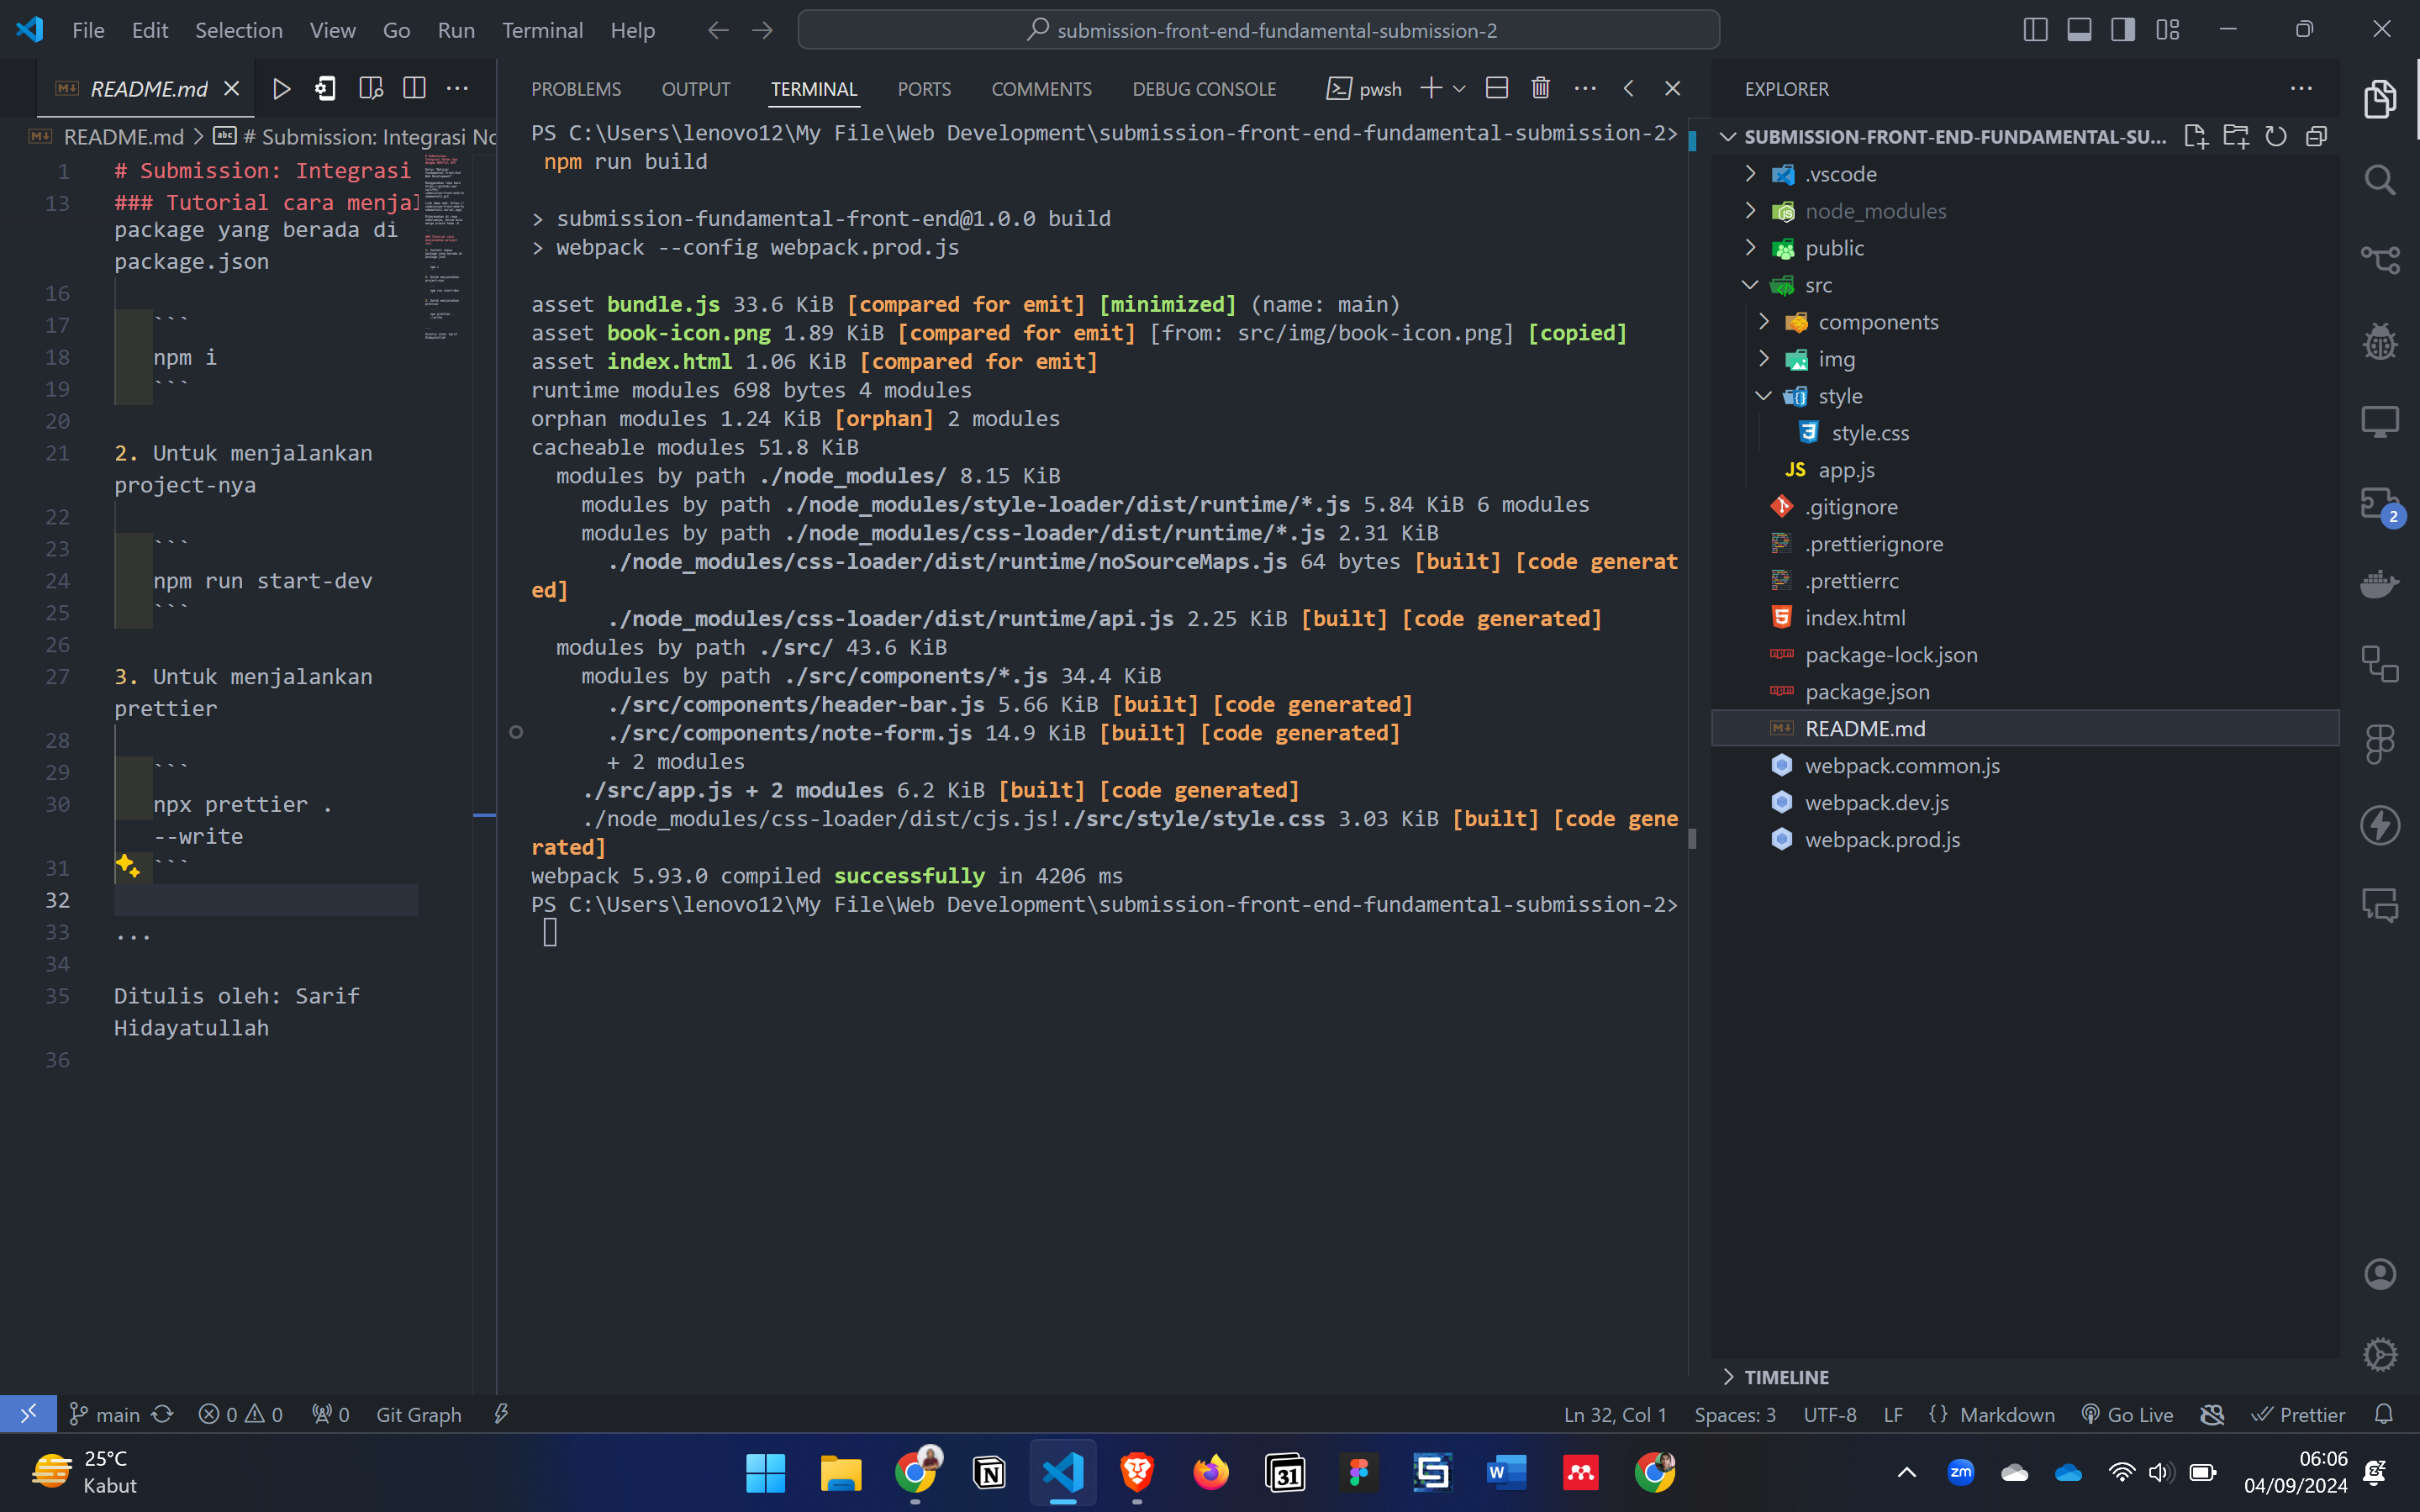 File Edit Selection View Go Run Terminal Help
submission-front-end-fundamental-submission-2
README.md
README.md > # Submission: Integrasi No
1 # Submission: Integrasi
13 ### Tutorial cara menjal
package yang berada di
package.json
16
17 ```
18 npm i
19 ```
20
21 2. Untuk menjalankan
project-nya
22
23 ```
24 npm run start-dev
25 ```
26
27 3. Untuk menjalankan
prettier
28
29 ```
30 npx prettier .
--write
31 ```
32
33 ...
34
35 Ditulis oleh: Sarif
Hidayatullah
36
PROBLEMS OUTPUT TERMINAL PORTS COMMENTS DEBUG CONSOLE pwsh
PS C:\Users\lenovo12\My File\Web Development\submission-front-end-fundamental-submission-2>
npm run build
> submission-fundamental-front-end@1.0.0 build
> webpack --config webpack.prod.js
asset bundle.js 33.6 KiB [compared for emit] [minimized] (name: main)
asset book-icon.png 1.89 KiB [compared for emit] [from: src/img/book-icon.png] [copied]
asset index.html 1.06 KiB [compared for emit]
runtime modules 698 bytes 4 modules
orphan modules 1.24 KiB [orphan] 2 modules
cacheable modules 51.8 KiB
modules by path ./node_modules/ 8.15 KiB
modules by path ./node_modules/style-loader/dist/runtime/*.js 5.84 KiB 6 modules
modules by path ./node_modules/css-loader/dist/runtime/*.js 2.31 KiB
./node_modules/css-loader/dist/runtime/noSourceMaps.js 64 bytes [built] [code generat
ed]
./node_modules/css-loader/dist/runtime/api.js 2.25 KiB [built] [code generated]
modules by path ./src/ 43.6 KiB
modules by path ./src/components/*.js 34.4 KiB
./src/components/header-bar.js 5.66 KiB [built] [code generated]
./src/components/note-form.js 14.9 KiB [built] [code generated]
+ 2 modules
./src/app.js + 2 modules 6.2 KiB [built] [code generated]
./node_modules/css-loader/dist/cjs.js!./src/style/style.css 3.03 KiB [built] [code gene
rated]
webpack 5.93.0 compiled successfully in 4206 ms
PS C:\Users\lenovo12\My File\Web Development\submission-front-end-fundamental-submission-2>
EXPLORER
SUBMISSION-FRONT-END-FUNDAMENTAL-SU...
.vscode
node_modules
public
src
components
img
style
style.css
JS app.js
.gitignore
.prettierignore
.prettierrc
index.html
package-lock.json
package.json
README.md
webpack.common.js
webpack.dev.js
webpack.prod.js
TIMELINE
2
main 0 0 0 Git Graph
Ln 32, Col 1 Spaces: 3 UTF-8 LF {} Markdown Go Live Prettier
25°C
Kabut
31
zm
06:06
04/09/2024